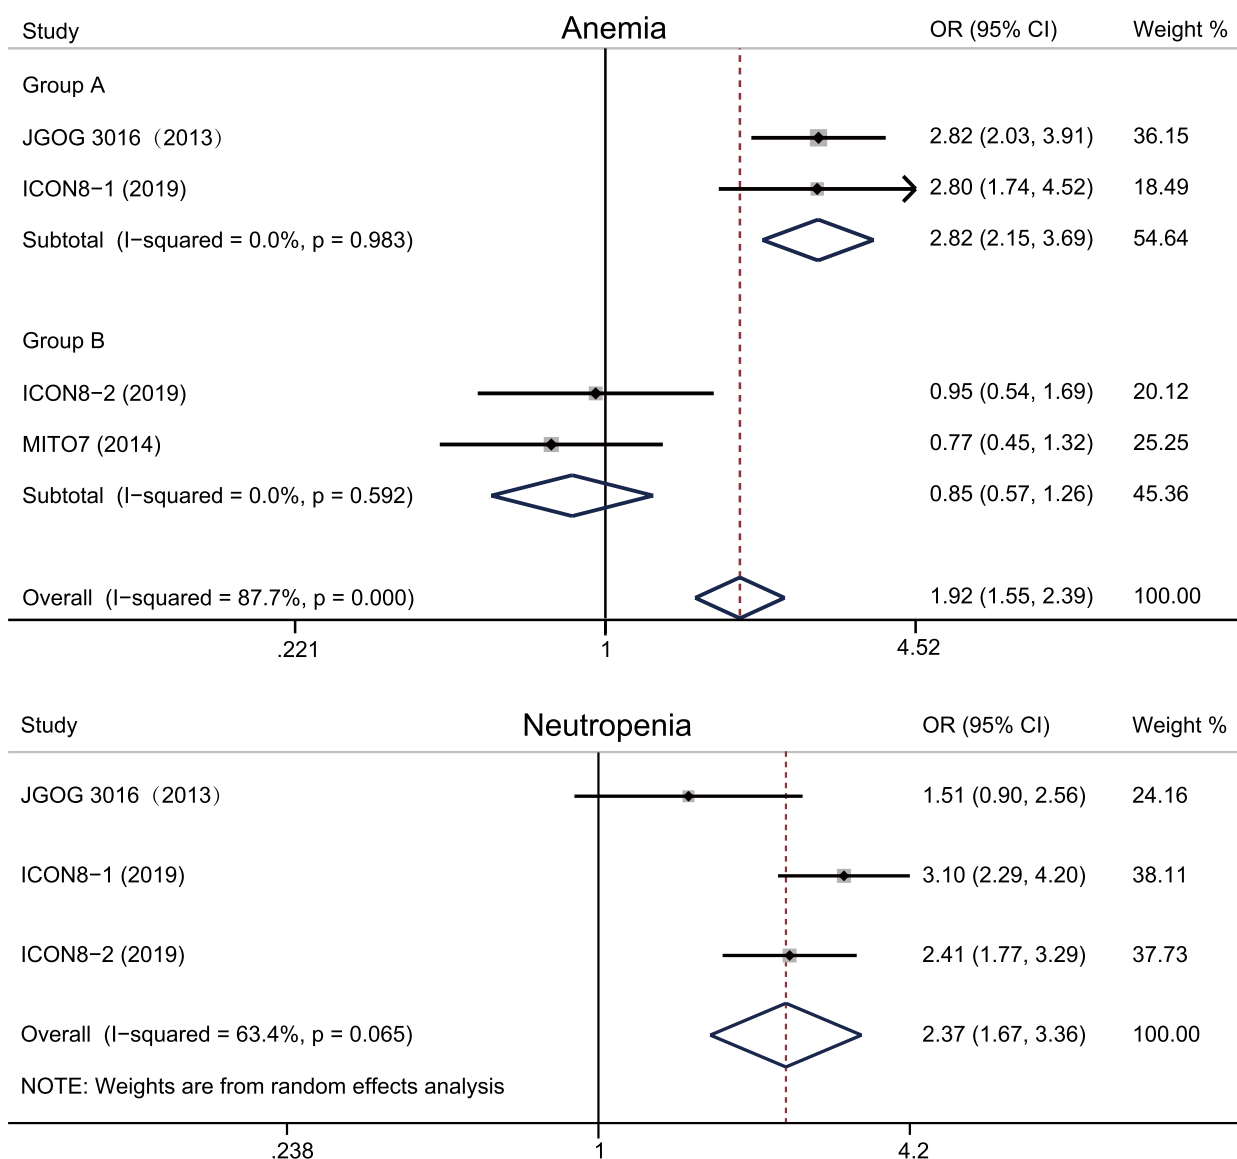 Study Anemia OR (95% CI) Weight %
Group A
JGOG 3016（2013） 2.82 (2.03, 3.91) 36.15
ICON8−1 (2019) 2.80 (1.74, 4.52) 18.49
Subtotal (I−squared = 0.0%, p = 0.983) 2.82 (2.15, 3.69) 54.64
Group B
ICON8−2 (2019) 0.95 (0.54, 1.69) 20.12
MITO7 (2014) 0.77 (0.45, 1.32) 25.25
Subtotal (I−squared = 0.0%, p = 0.592) 0.85 (0.57, 1.26) 45.36
Overall (I−squared = 87.7%, p = 0.000) 1.92 (1.55, 2.39) 100.00
.221 1 4.52
Study Neutropenia OR (95% CI) Weight %
JGOG 3016（2013） 1.51 (0.90, 2.56) 24.16
ICON8−1 (2019) 3.10 (2.29, 4.20) 38.11
ICON8−2 (2019) 2.41 (1.77, 3.29) 37.73
Overall (I−squared = 63.4%, p = 0.065) 2.37 (1.67, 3.36) 100.00
NOTE: Weights are from random effects analysis
.238 1 4.2